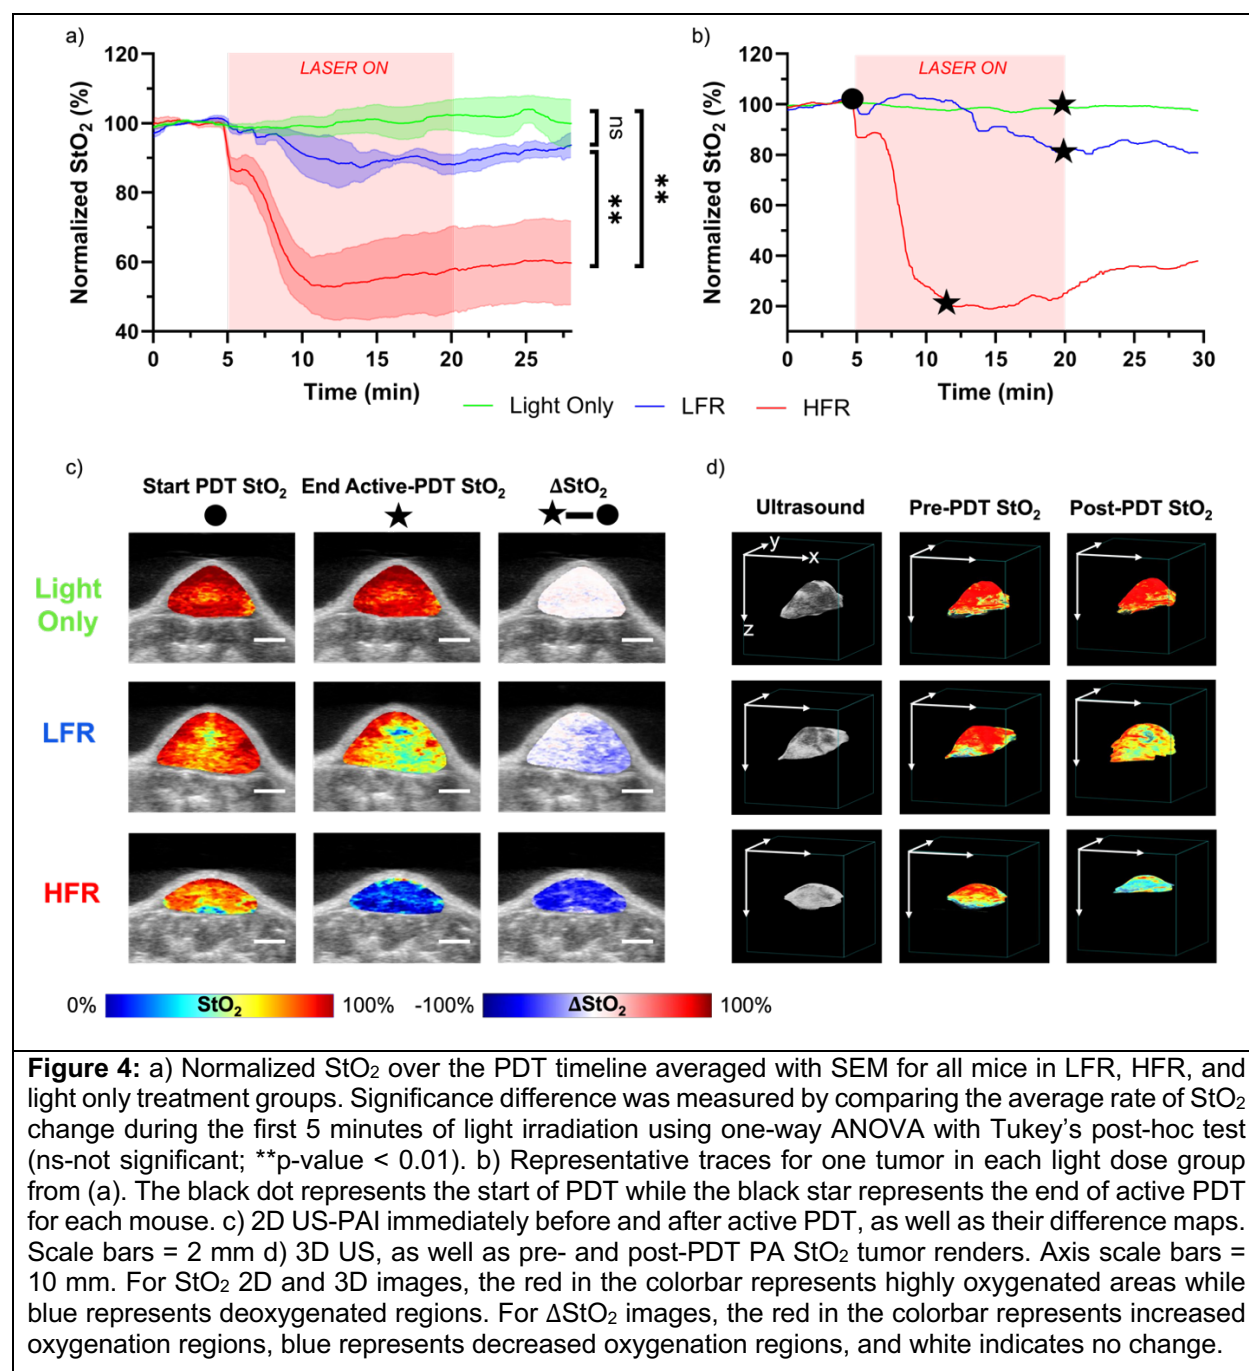 a)
120
100
80
60
40
Normalized StO₂ (%)
LASER ON
0 5 10 15 20 25
Time (min)
ns
**
**
b)
120
100
80
60
40
20
Normalized StO₂ (%)
LASER ON
0 5 10 15 20 25 30
Time (min)
Light Only LFR HFR
c)
Start PDT StO₂ End Active-PDT StO₂ ΔStO₂
Light
Only
LFR
HFR
0% StO₂ 100% -100% ΔStO₂ 100%
d)
Ultrasound Pre-PDT StO₂ Post-PDT StO₂
y
x
z
Figure 4: a) Normalized StO₂ over the PDT timeline averaged with SEM for all mice in LFR, HFR, and
light only treatment groups. Significance difference was measured by comparing the average rate of StO₂
change during the first 5 minutes of light irradiation using one-way ANOVA with Tukey's post-hoc test
(ns-not significant; **p-value < 0.01). b) Representative traces for one tumor in each light dose group
from (a). The black dot represents the start of PDT while the black star represents the end of active PDT
for each mouse. c) 2D US-PAI immediately before and after active PDT, as well as their difference maps.
Scale bars = 2 mm d) 3D US, as well as pre- and post-PDT PA StO₂ tumor renders. Axis scale bars =
10 mm. For StO₂ 2D and 3D images, the red in the colorbar represents highly oxygenated areas while
blue represents deoxygenated regions. For ΔStO₂ images, the red in the colorbar represents increased
oxygenation regions, blue represents decreased oxygenation regions, and white indicates no change.